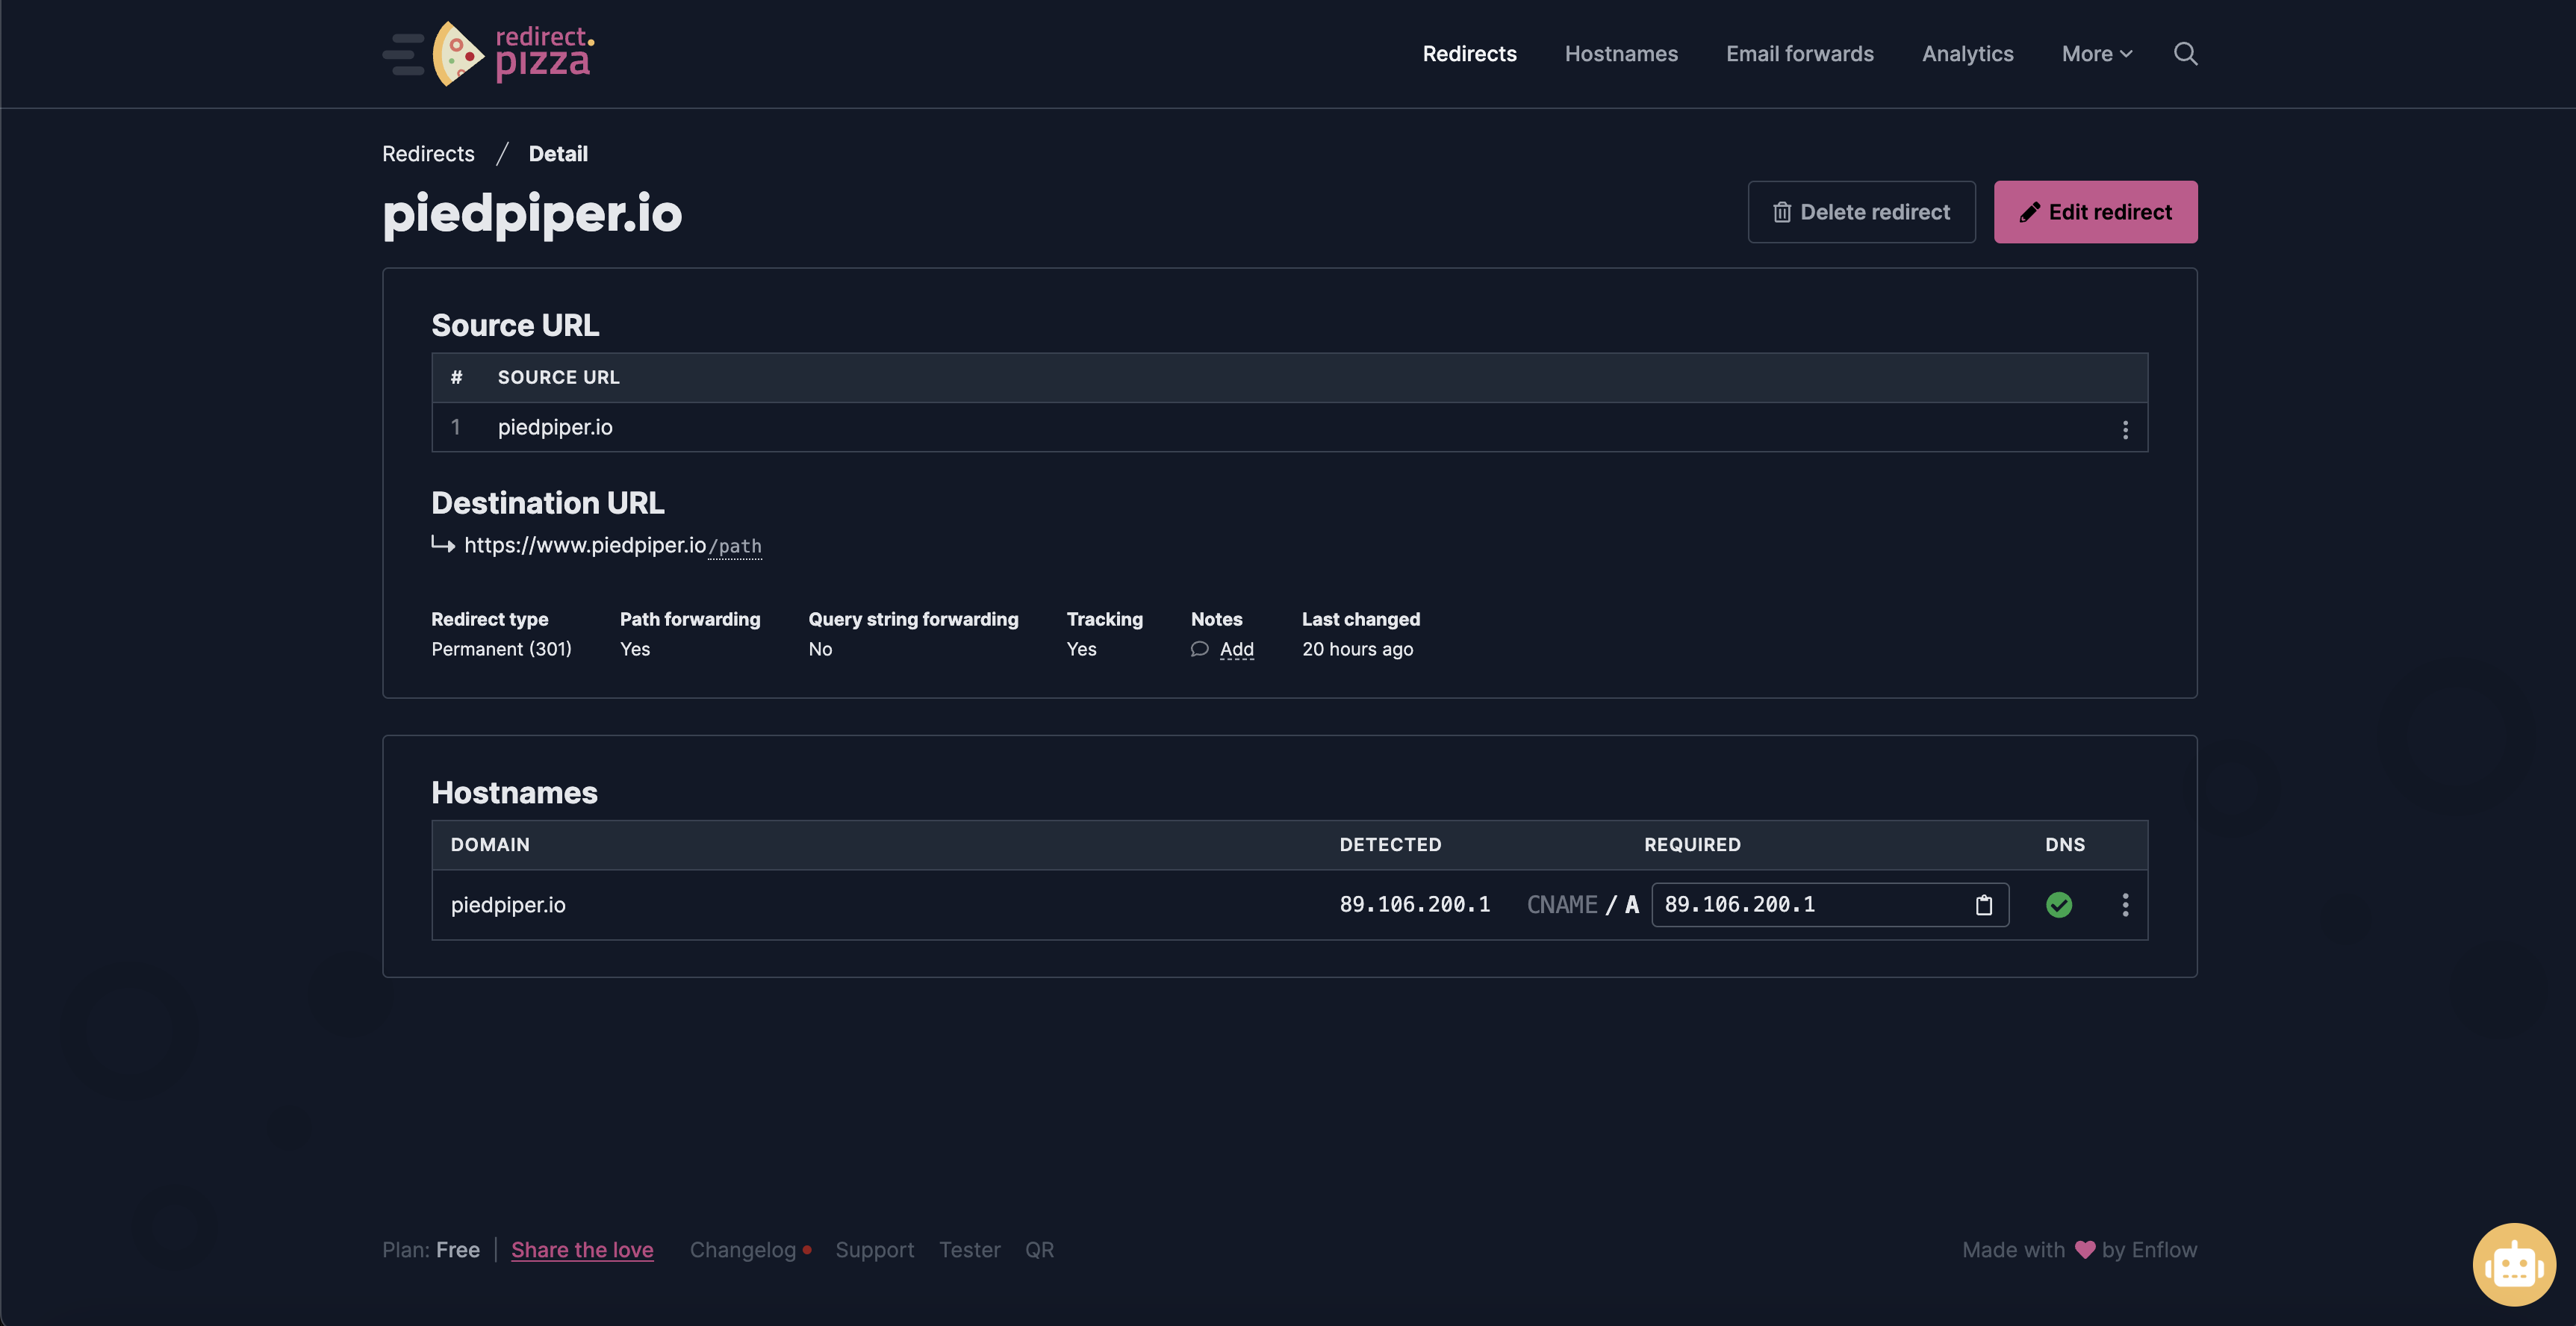 redirect.
pizza
Redirects Hostnames Email forwards Analytics More
Redirects / Detail
piedpiper.io
Delete redirect Edit redirect
Source URL
# SOURCE URL
1 piedpiper.io
Destination URL
https://www.piedpiper.io/path
Redirect type Path forwarding Query string forwarding Tracking Notes Last changed
Permanent (301) Yes No Yes Add 20 hours ago
Hostnames
DOMAIN DETECTED REQUIRED DNS
piedpiper.io 89.106.200.1 CNAME / A 89.106.200.1
Plan: Free | Share the love Changelog Support Tester QR Made with by Enflow